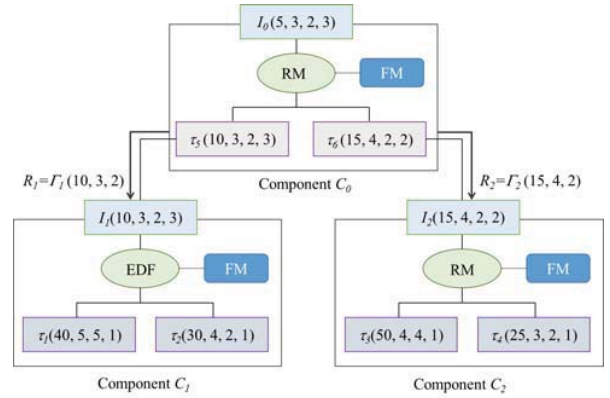 I0(5, 3, 2, 3)
RM
FM
τ5(10, 3, 2, 3)
τ6(15, 4, 2, 2)
R1=Γ1(10, 3, 2)
Component C0
R2=Γ2(15, 4, 2)
I1(10, 3, 2, 3)
I2(15, 4, 2, 2)
EDF
FM
RM
FM
τ1(40, 5, 5, 1)
τ2(30, 4, 2, 1)
τ3(50, 4, 4, 1)
τ4(25, 3, 2, 1)
Component C1
Component C2